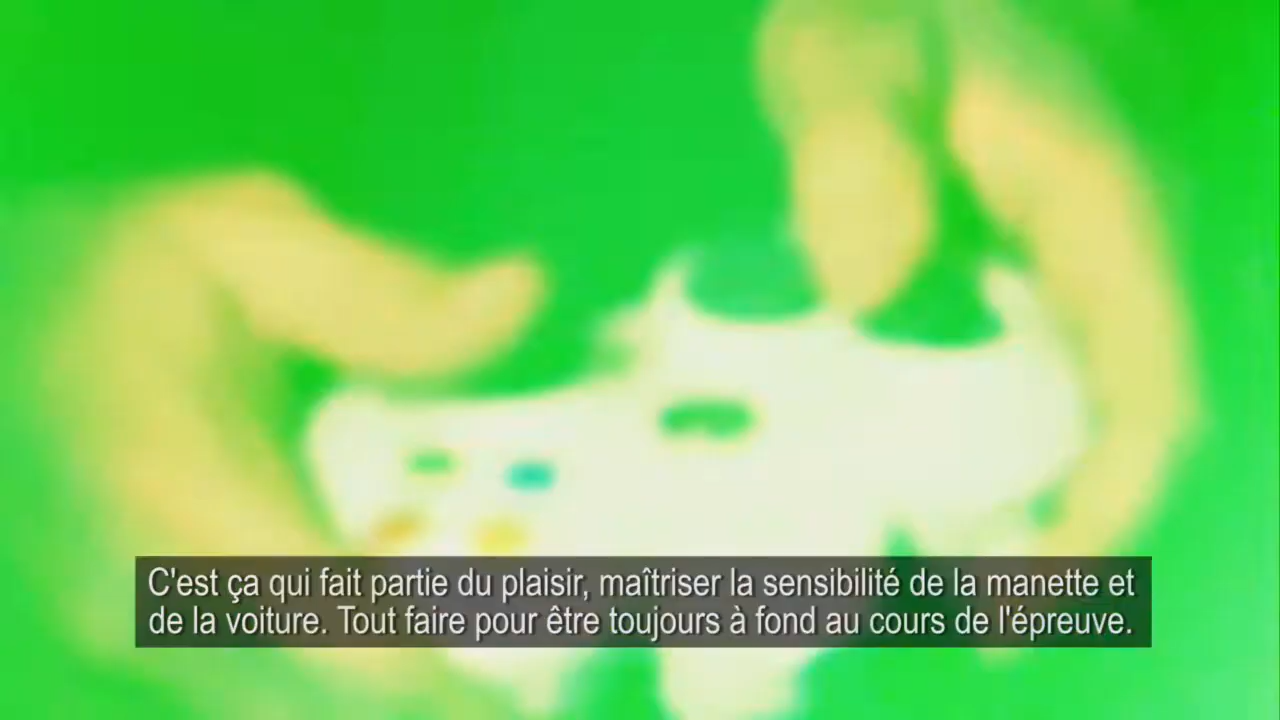 C'est ça qui fait partie du plaisir, maîtriser la sensibilité de la manette et
de la voiture. Tout faire pour être toujours à fond au cours de l'épreuve.